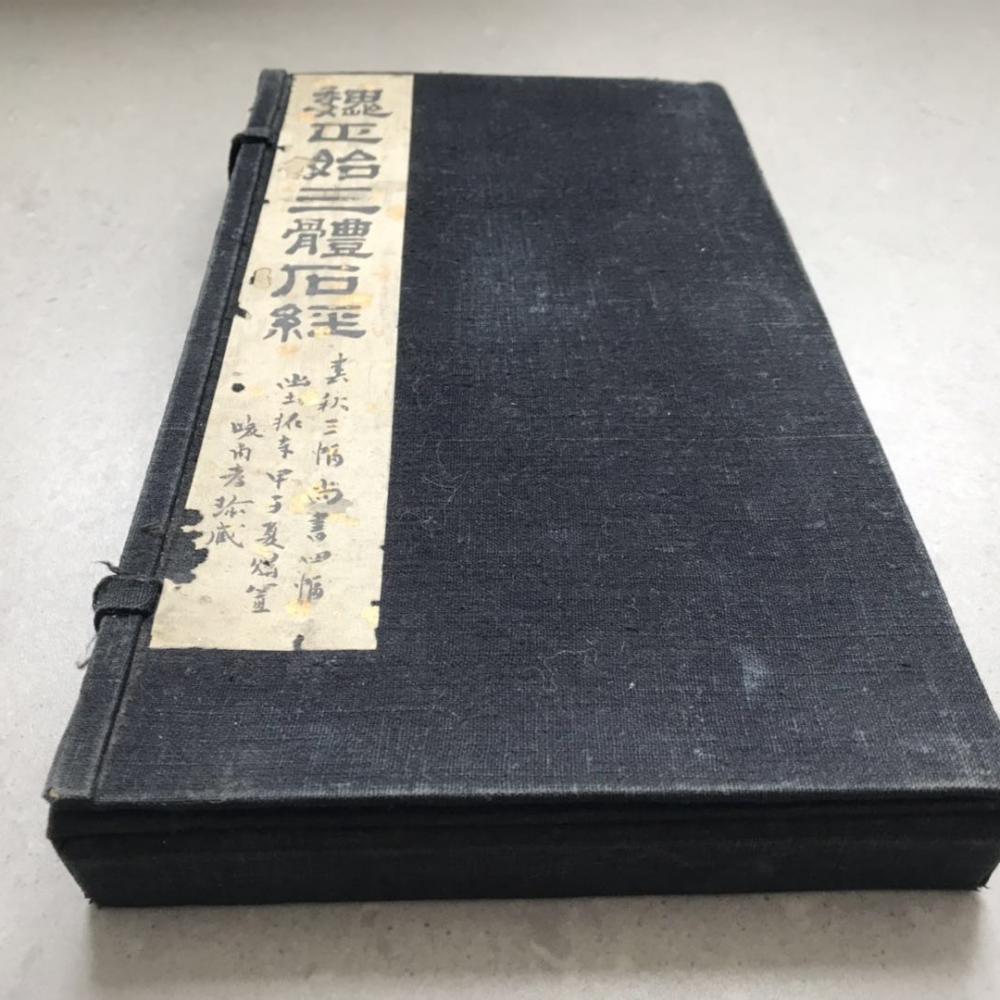 魏正始三體石經
春秋三幅尚書四幅
出土拓本甲子夏
藏